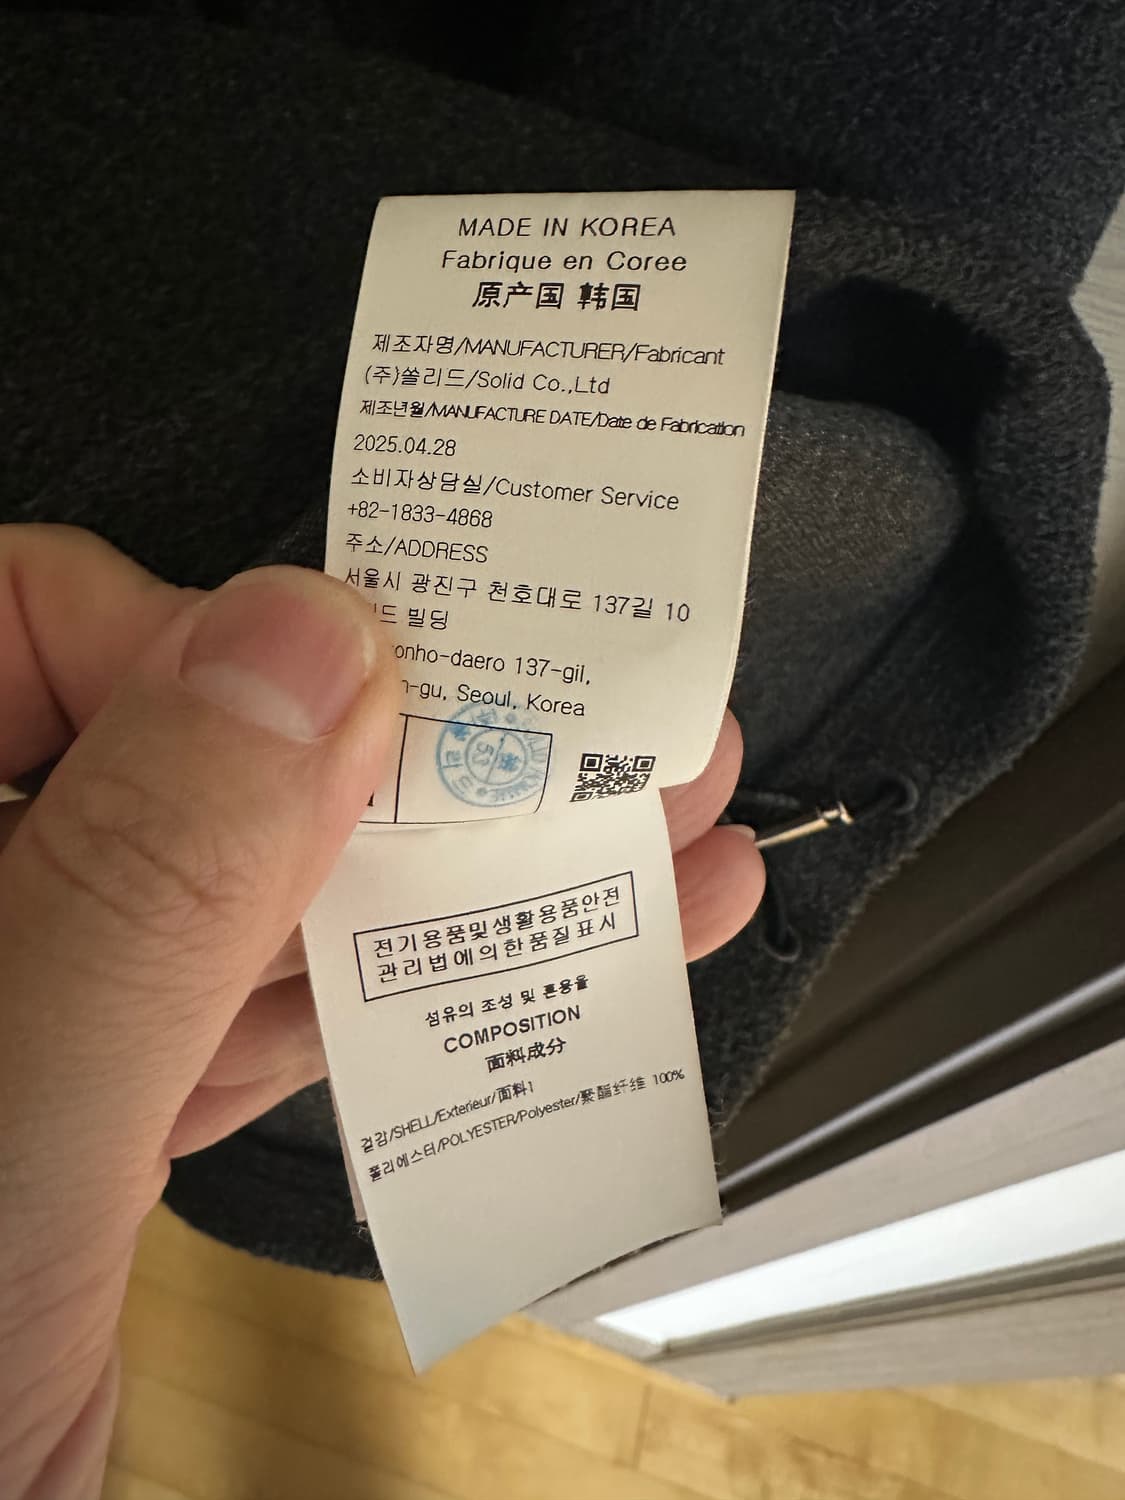 MADE IN KOREA
Fabrique en Coree
原产国 韩国
제조자명/MANUFACTURER/Fabricant
(주)쏠리드/Solid Co.,Ltd
제조년월/MANUFACTURE DATE/Date de Fabrication
2025.04.28
소비자상담실/Customer Service
+82-1833-4868
주소/ADDRESS
서울시 광진구 천호대로 137길 10
빌딩
137-gil,
Seoul, Korea
전기용품및생활용품안전
관리법에의한품질표시
섬유의 조성 및 혼용율
COMPOSITION
面料成分
겉감/SHELL/Exterieur/面料1
폴리에스터/POLYESTER/Polyester/聚酯纤维 100%